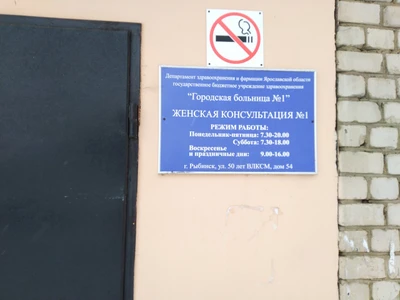 Департамент здравоохранения и фармации Ярославской области
государственное бюджетное учреждение здравоохранения
"Городская больница №1"
ЖЕНСКАЯ КОНСУЛЬТАЦИЯ №1
РЕЖИМ РАБОТЫ:
Понедельник-пятница: 7.30-20.00
Суббота: 7.30-18.00
Воскресенье
и праздничные дни: 9.00-16.00
г. Рыбинск, ул. 50 лет ВЛКСМ, дом 54